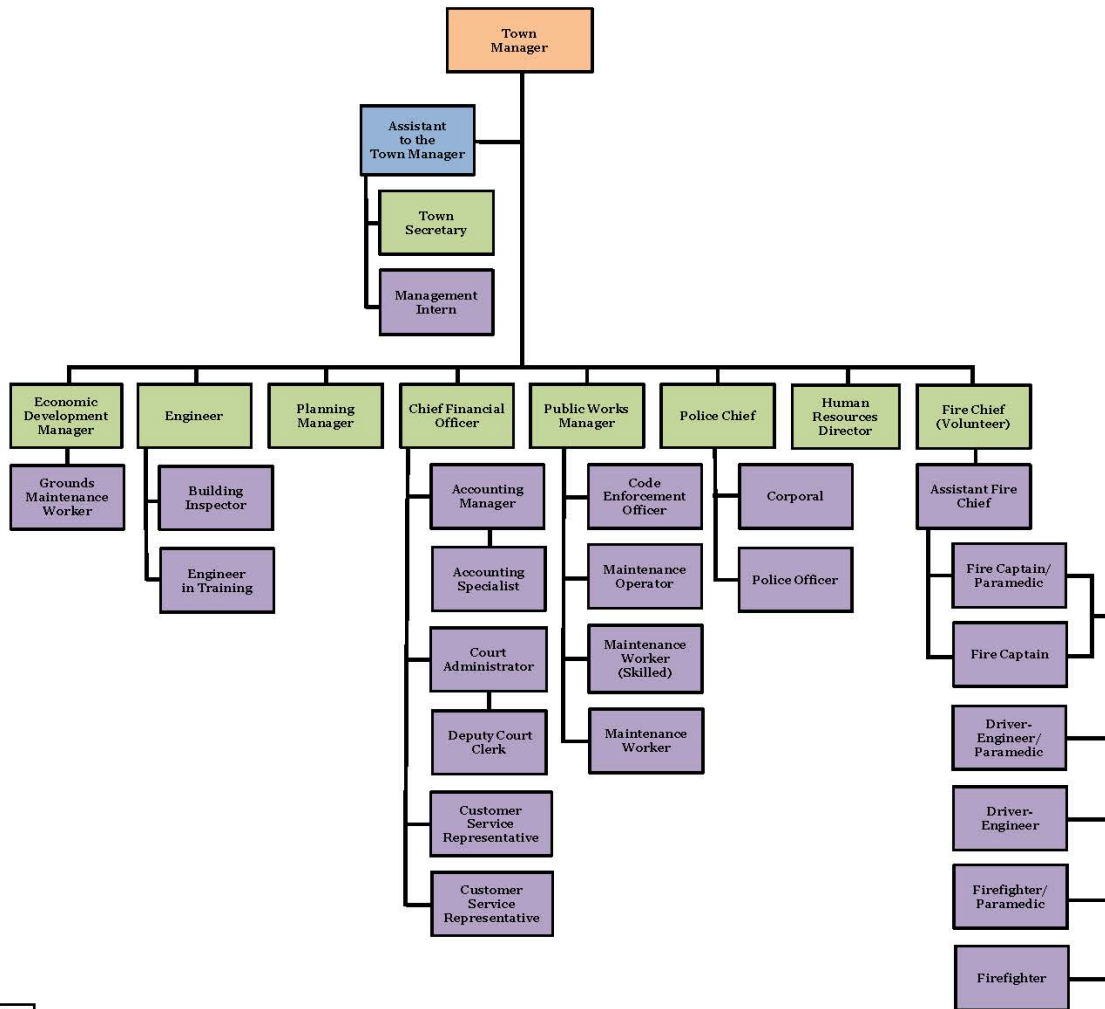 Town
Manager
Assistant
to the
Town Manager
Town
Secretary
Management
Intern
Economic
Development
Manager
Engineer
Planning
Manager
Chief Financial
Officer
Public Works
Manager
Police Chief
Human
Resources
Director
Fire Chief
(Volunteer)
Grounds
Maintenance
Worker
Building
Inspector
Engineer
in Training
Accounting
Manager
Accounting
Specialist
Court
Administrator
Deputy Court
Clerk
Customer
Service
Representative
Customer
Service
Representative
Code
Enforcement
Officer
Maintenance
Operator
Maintenance
Worker
(Skilled)
Maintenance
Worker
Corporal
Police Officer
Assistant Fire
Chief
Fire Captain/
Paramedic
Fire Captain
Driver-
Engineer/
Paramedic
Driver-
Engineer
Firefighter/
Paramedic
Firefighter